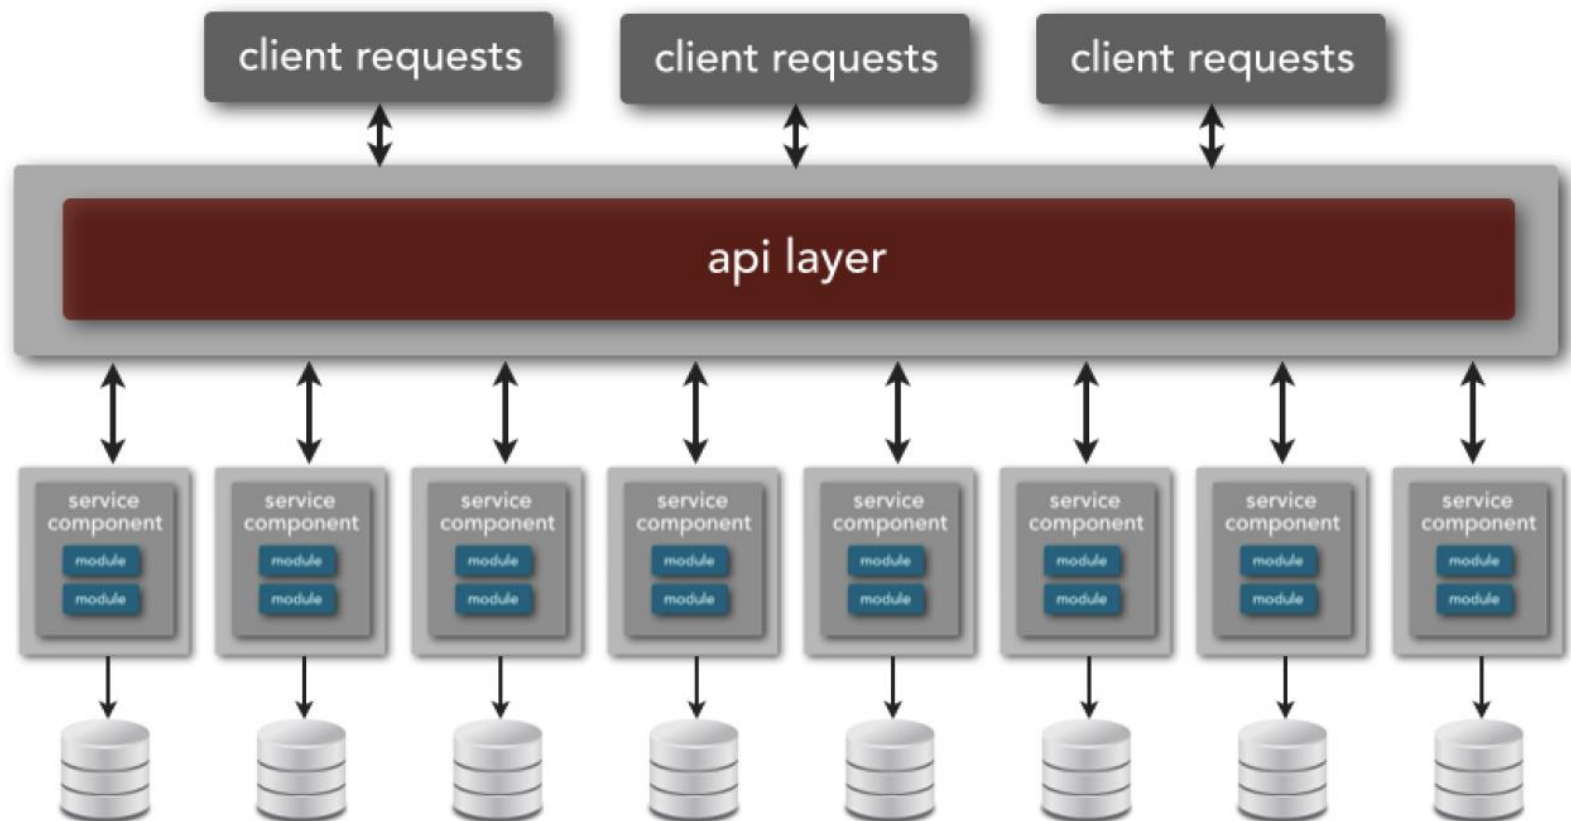 client requests
client requests
client requests
api layer
service
component
module
module
service
component
module
module
service
component
module
module
service
component
module
module
service
component
module
module
service
component
module
module
service
component
module
module
service
component
module
module